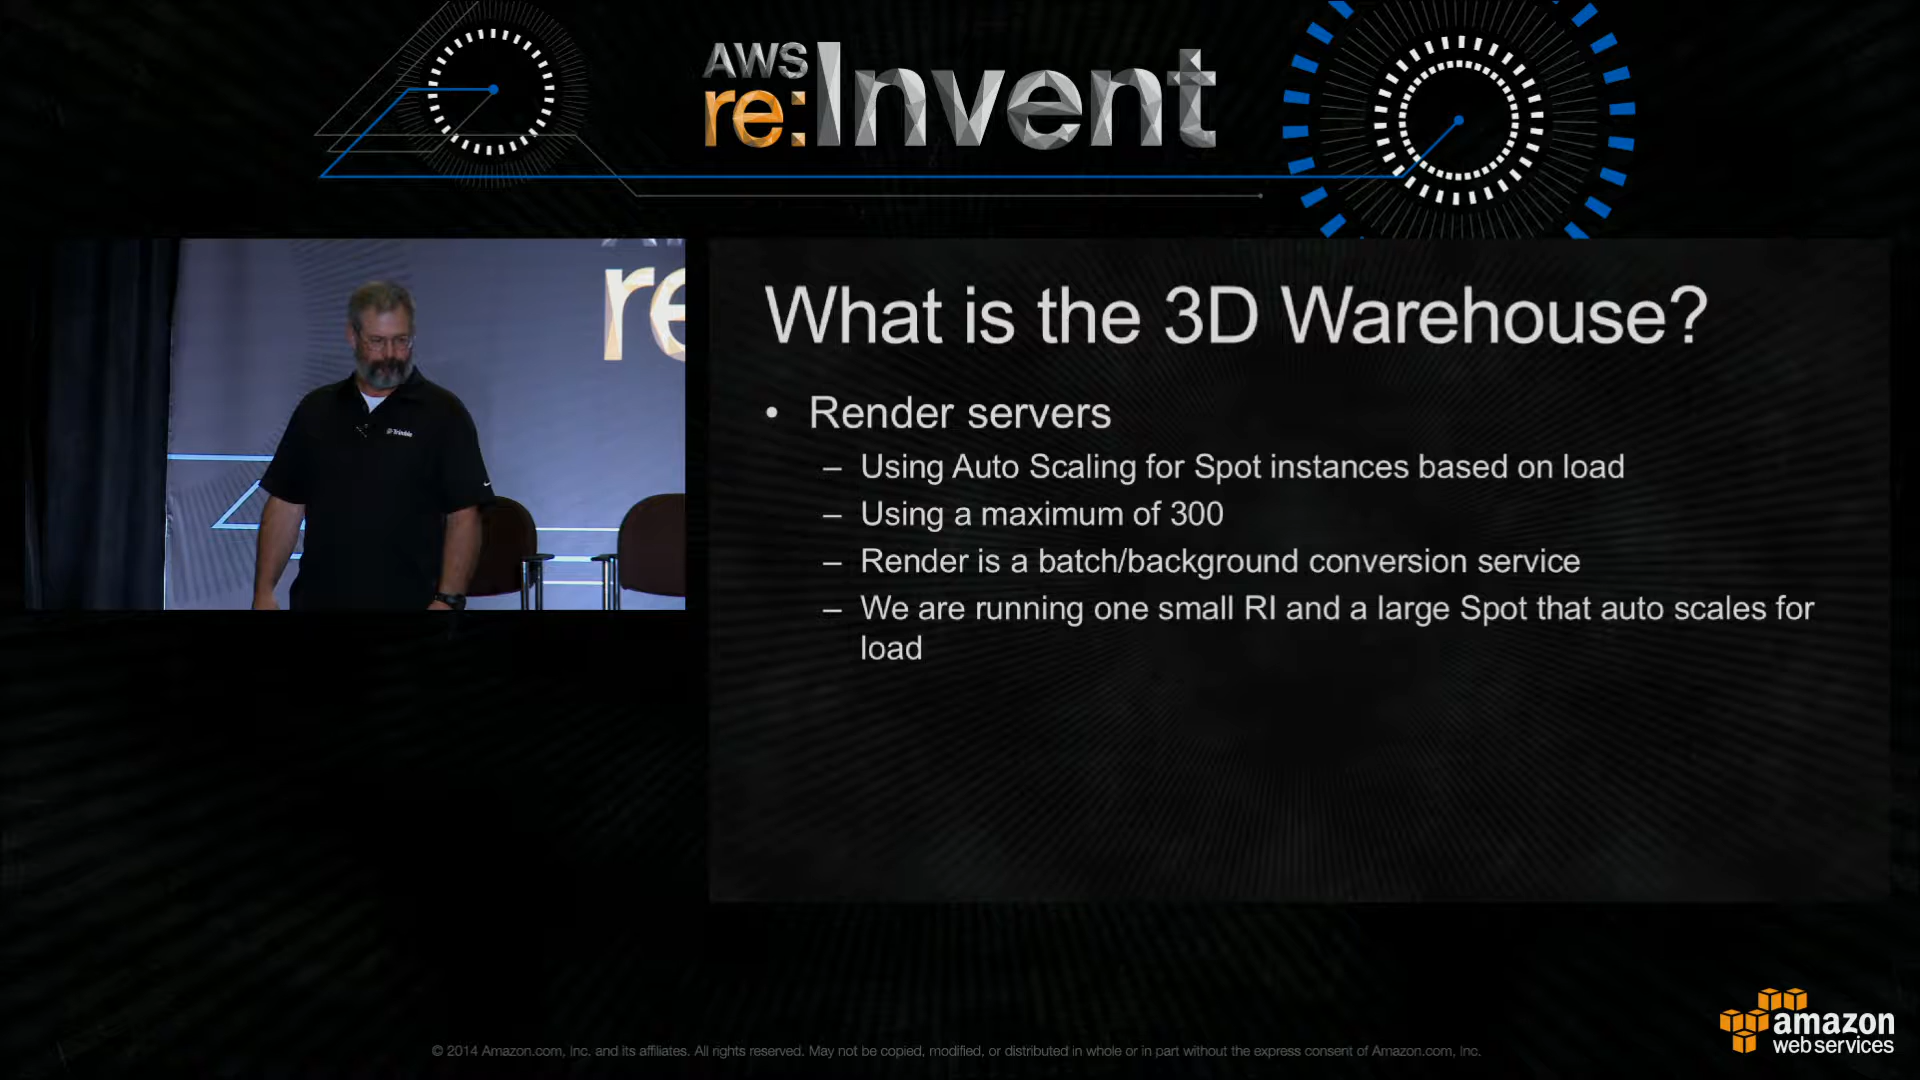 AWS
re:Invent
re
Trimble
What is the 3D Warehouse?
• Render servers
– Using Auto Scaling for Spot instances based on load
– Using a maximum of 300
– Render is a batch/background conversion service
– We are running one small RI and a large Spot that auto scales for
load
amazon
web services
© 2014 Amazon.com, Inc. and its affiliates. All rights reserved. May not be copied, modified, or distributed in whole or in part without the express consent of Amazon.com, Inc.